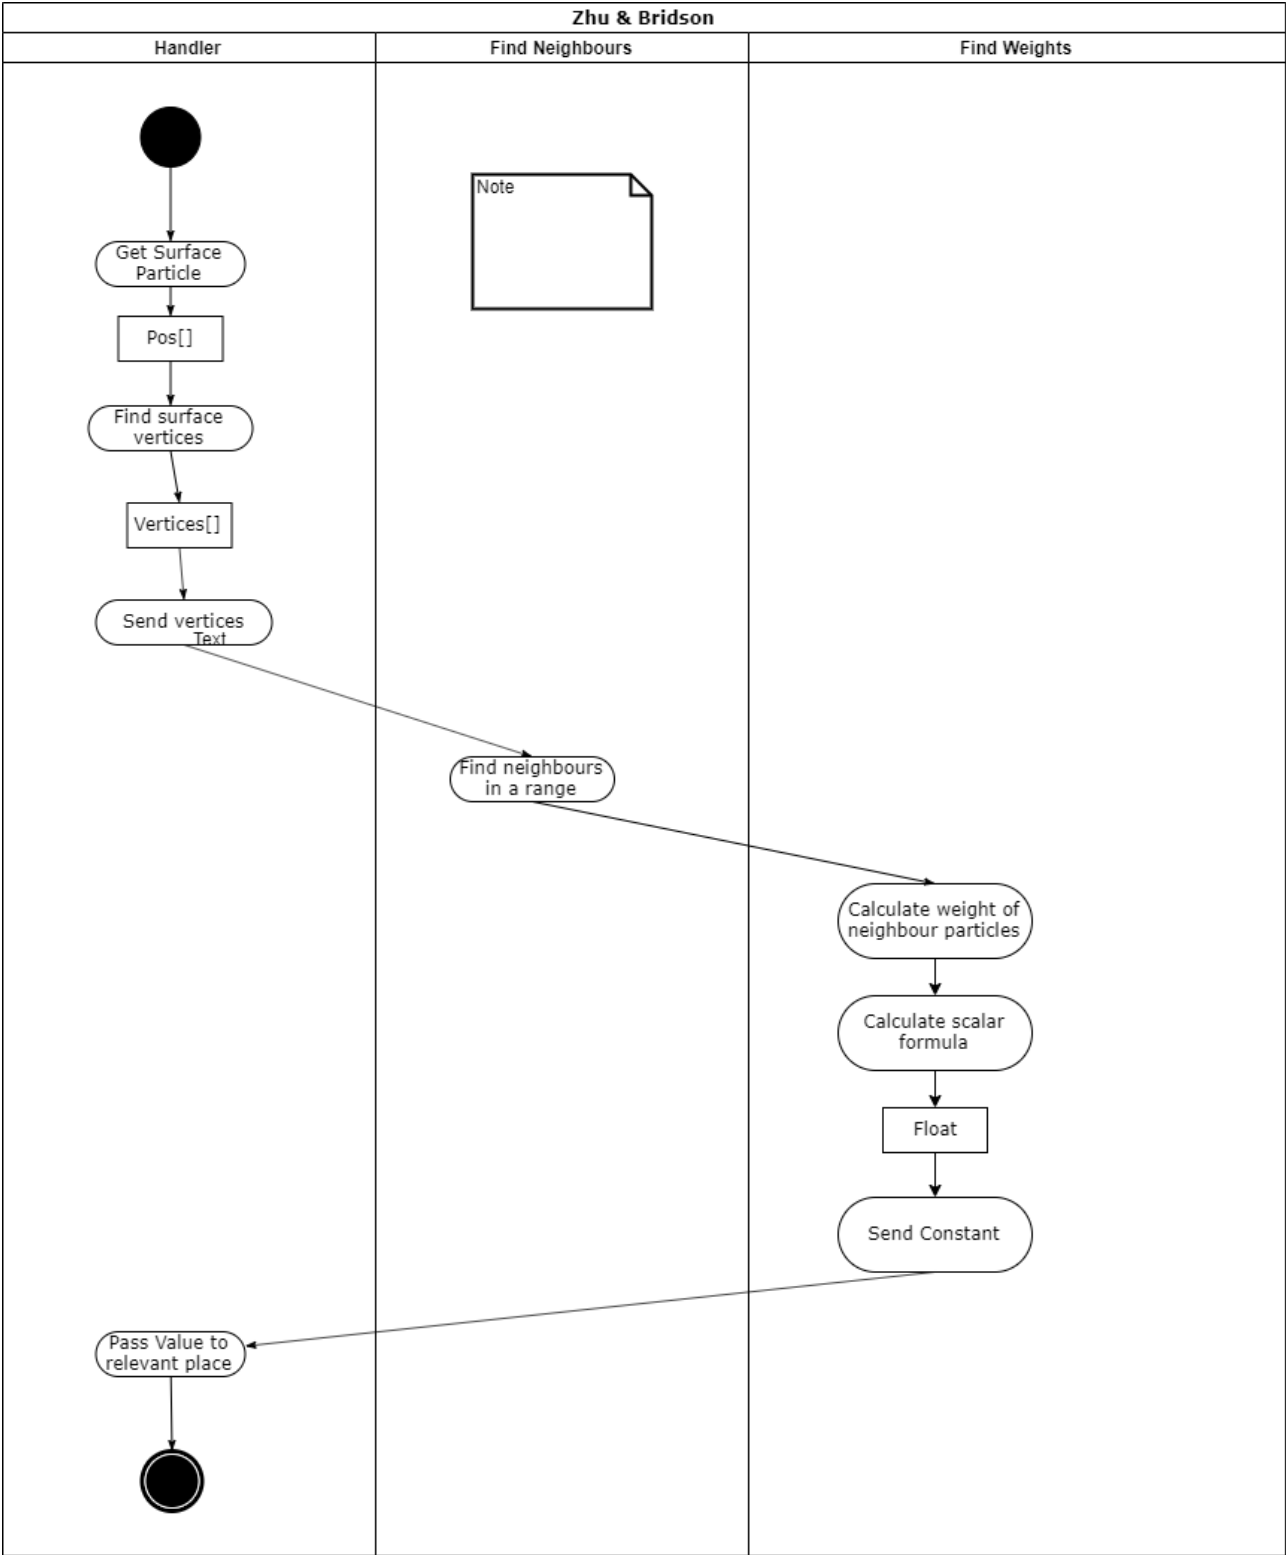 Zhu & Bridson
Handler
Find Neighbours
Find Weights
Note
Get Surface
Particle
Pos[]
Find surface
vertices
Vertices[]
Send vertices
Text
Find neighbours
in a range
Calculate weight of
neighbour particles
Calculate scalar
formula
Float
Send Constant
Pass Value to
relevant place